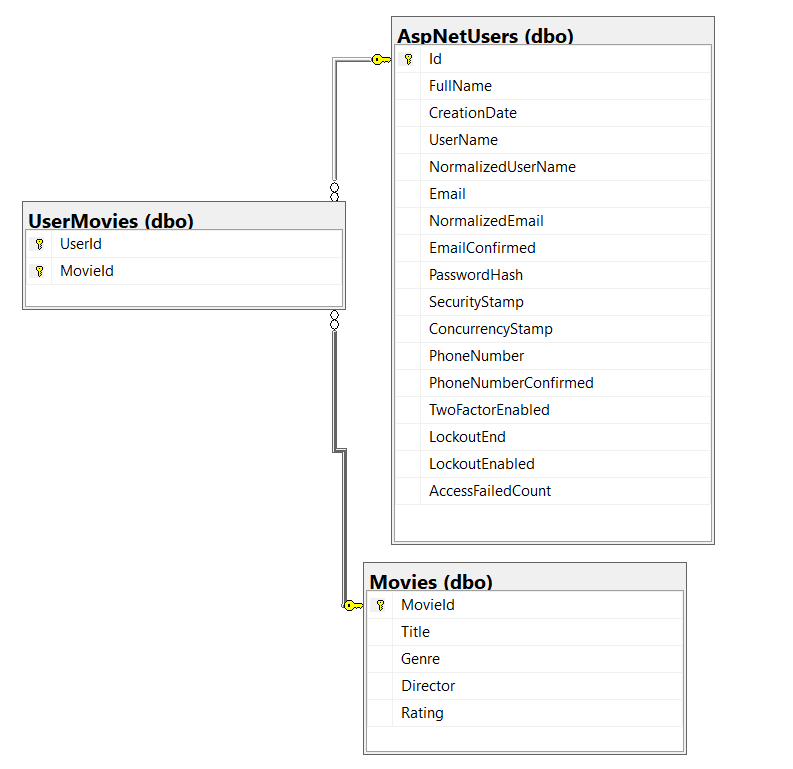 AspNetUsers (dbo)
Id
FullName
CreationDate
UserName
NormalizedUserName
Email
NormalizedEmail
EmailConfirmed
PasswordHash
SecurityStamp
ConcurrencyStamp
PhoneNumber
PhoneNumberConfirmed
TwoFactorEnabled
LockoutEnd
LockoutEnabled
AccessFailedCount
UserMovies (dbo)
UserId
MovieId
Movies (dbo)
MovieId
Title
Genre
Director
Rating